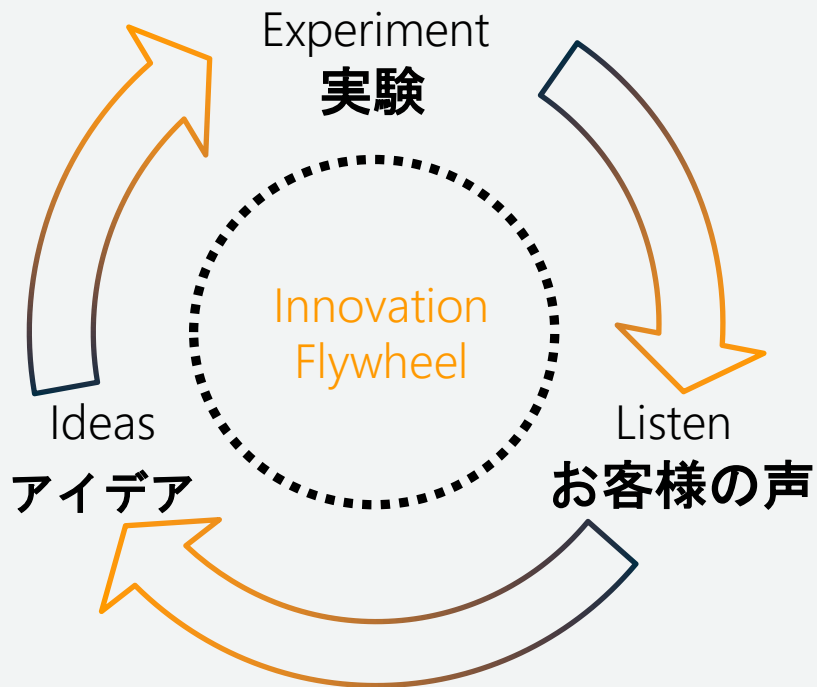 Experiment
実験
Innovation
Flywheel
Ideas
アイデア
Listen
お客様の声